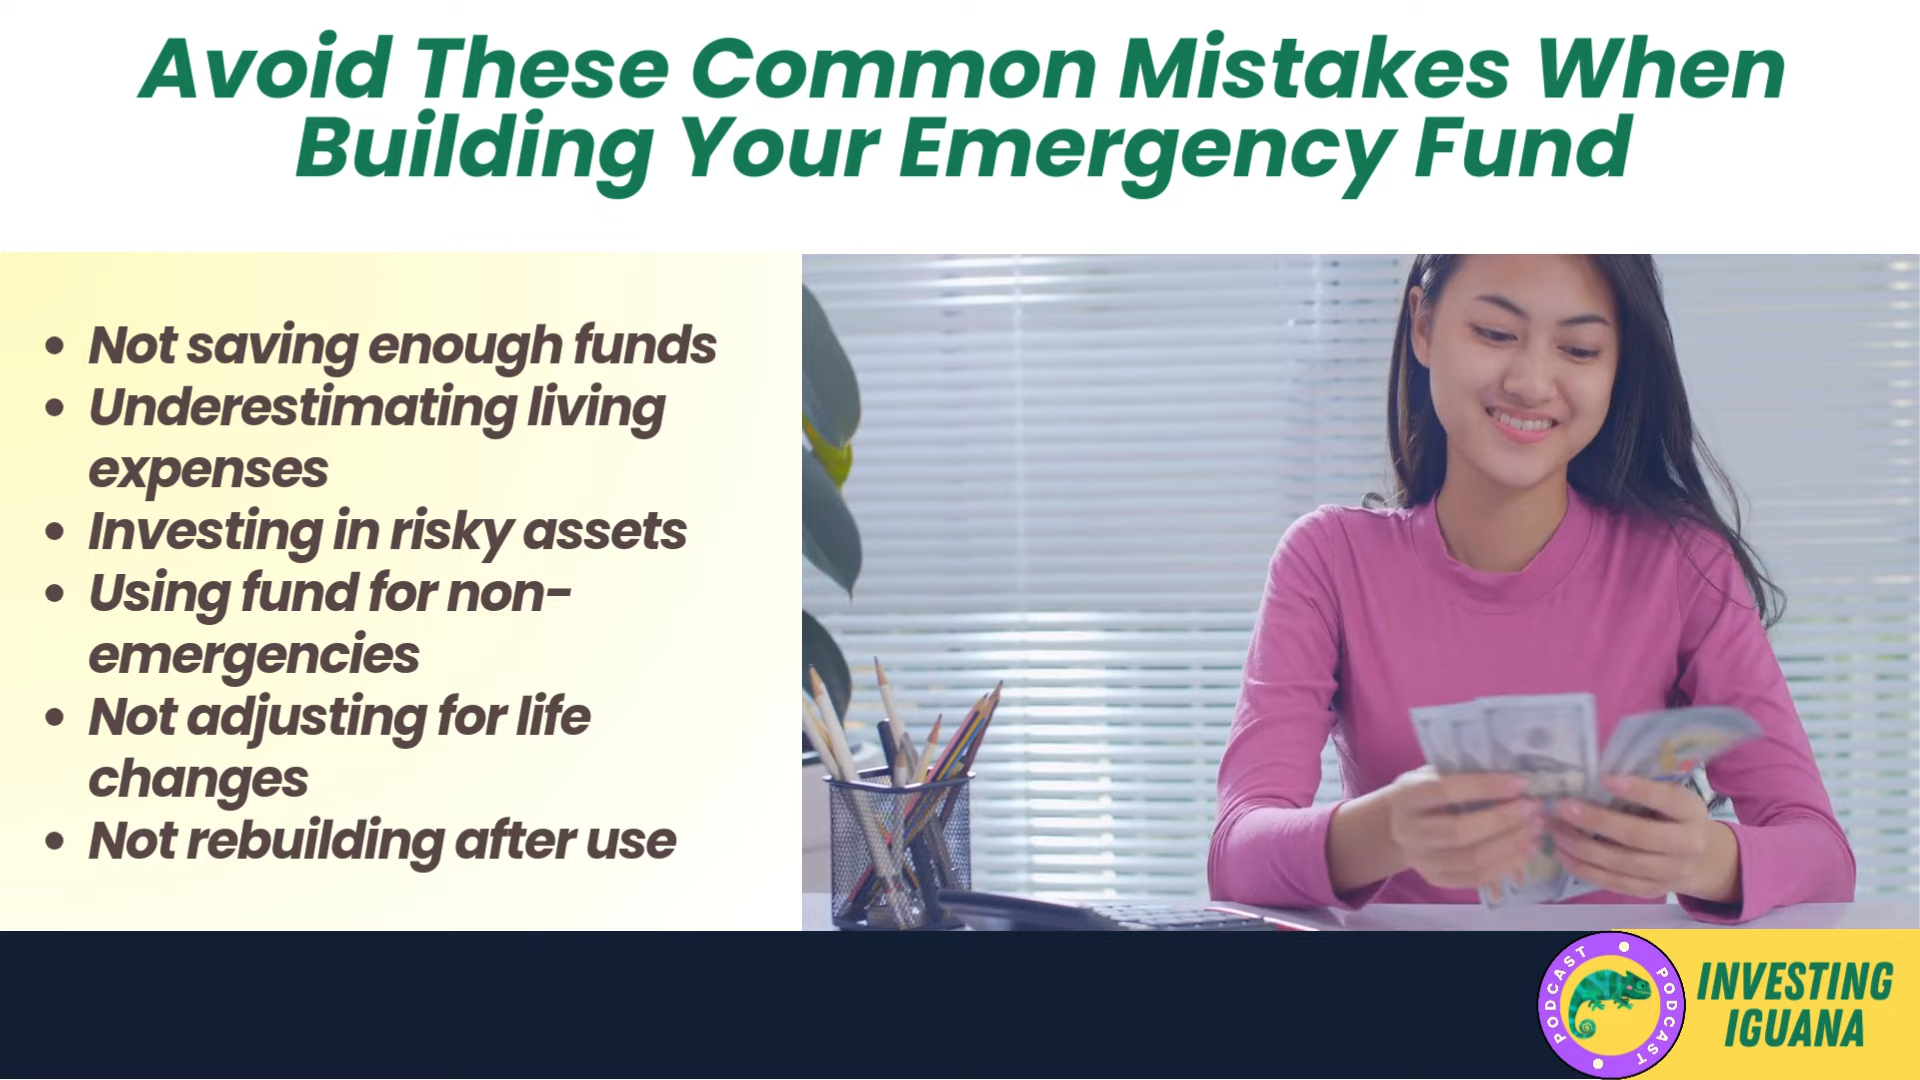 Avoid These Common Mistakes When
Building Your Emergency Fund
• Not saving enough funds
• Underestimating living
expenses
• Investing in risky assets
• Using fund for non-
emergencies
• Not adjusting for life
changes
• Not rebuilding after use
PODCAST PODCAST
INVESTING
IGUANA